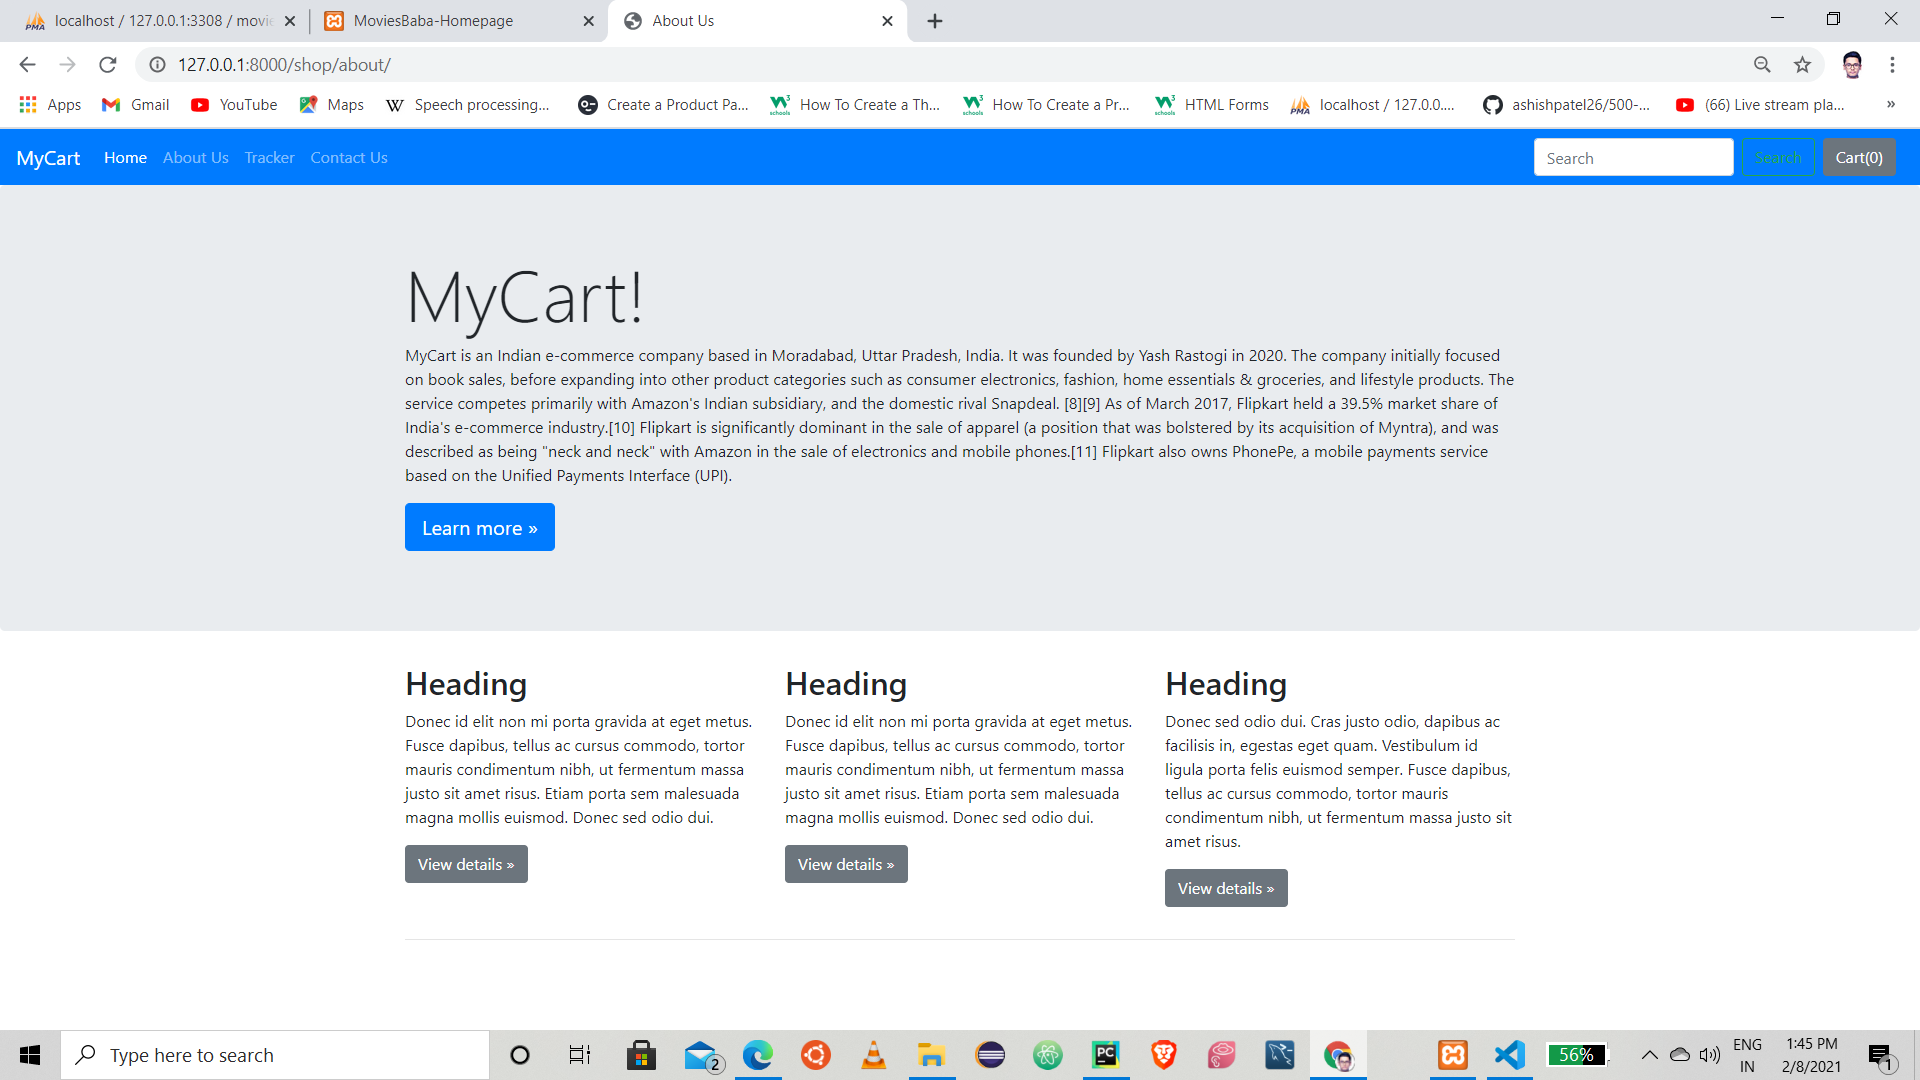 localhost / 127.0.0.1:3308 / movie
MoviesBaba-Homepage
About Us
127.0.0.1:8000/shop/about/
Apps
Gmail
YouTube
Maps
Speech processing...
Create a Product Pa...
How To Create a Th...
How To Create a Pr...
HTML Forms
localhost / 127.0.0....
ashishpatel26/500-...
(66) Live stream pla...
»
MyCart Home About Us Tracker Contact Us
Search
Search
Cart(0)
MyCart!
MyCart is an Indian e-commerce company based in Moradabad, Uttar Pradesh, India. It was founded by Yash Rastogi in 2020. The company initially focused
on book sales, before expanding into other product categories such as consumer electronics, fashion, home essentials & groceries, and lifestyle products. The
service competes primarily with Amazon's Indian subsidiary, and the domestic rival Snapdeal. [8][9] As of March 2017, Flipkart held a 39.5% market share of
India's e-commerce industry.[10] Flipkart is significantly dominant in the sale of apparel (a position that was bolstered by its acquisition of Myntra), and was
described as being "neck and neck" with Amazon in the sale of electronics and mobile phones.[11] Flipkart also owns PhonePe, a mobile payments service
based on the Unified Payments Interface (UPI).
Learn more »
Heading
Donec id elit non mi porta gravida at eget metus.
Fusce dapibus, tellus ac cursus commodo, tortor
mauris condimentum nibh, ut fermentum massa
justo sit amet risus. Etiam porta sem malesuada
magna mollis euismod. Donec sed odio dui.
View details »
Heading
Donec id elit non mi porta gravida at eget metus.
Fusce dapibus, tellus ac cursus commodo, tortor
mauris condimentum nibh, ut fermentum massa
justo sit amet risus. Etiam porta sem malesuada
magna mollis euismod. Donec sed odio dui.
View details »
Heading
Donec sed odio dui. Cras justo odio, dapibus ac
facilisis in, egestas eget quam. Vestibulum id
ligula porta felis euismod semper. Fusce dapibus,
tellus ac cursus commodo, tortor mauris
condimentum nibh, ut fermentum massa justo sit
amet risus.
View details »
Type here to search
2
PC
56%
ENG
IN
1:45 PM
2/8/2021
1